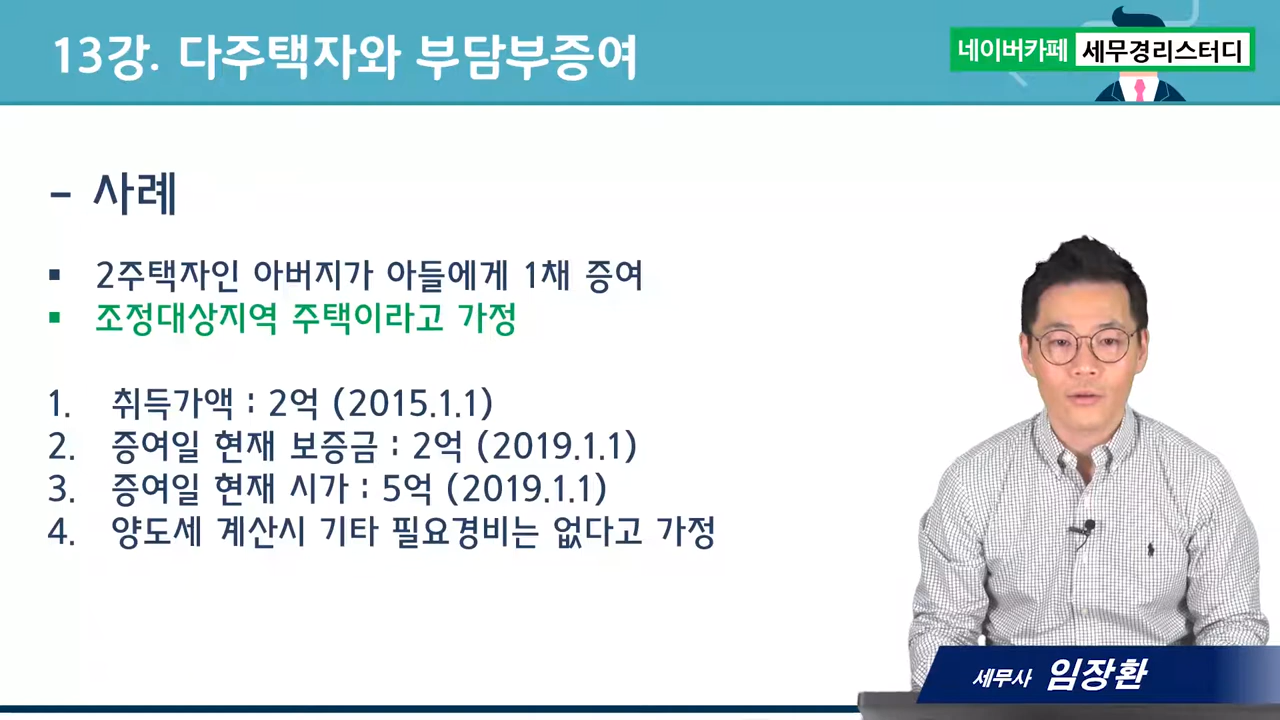 13강. 다주택자와 부담부증여
네이버카페 세무경리스터디
- 사례
▪ 2주택자인 아버지가 아들에게 1채 증여
▪ 조정대상지역 주택이라고 가정
1. 취득가액 : 2억 (2015.1.1)
2. 증여일 현재 보증금 : 2억 (2019.1.1)
3. 증여일 현재 시가 : 5억 (2019.1.1)
4. 양도세 계산시 기타 필요경비는 없다고 가정
세무사 임장환